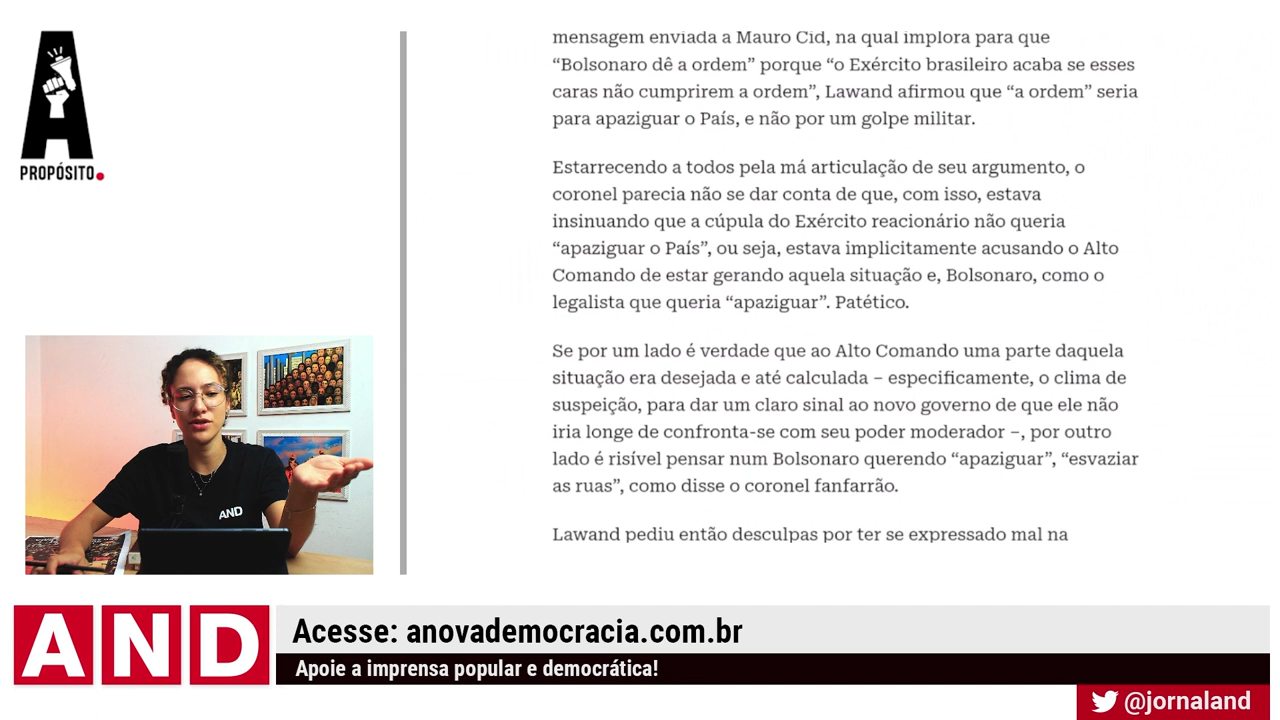 PROPÓSITO.
mensagem enviada a Mauro Cid, na qual implora para que
“Bolsonaro dê a ordem” porque “o Exército brasileiro acaba se esses
caras não cumprirem a ordem”, Lawand afirmou que “a ordem” seria
para apaziguar o País, e não por um golpe militar.
Estarrecendo a todos pela má articulação de seu argumento, o
coronel parecia não se dar conta de que, com isso, estava
insinuando que a cúpula do Exército reacionário não queria
“apaziguar o País”, ou seja, estava implicitamente acusando o Alto
Comando de estar gerando aquela situação e, Bolsonaro, como o
legalista que queria “apaziguar”. Patético.
Se por um lado é verdade que ao Alto Comando uma parte daquela
situação era desejada e até calculada – especificamente, o clima de
suspeição, para dar um claro sinal ao novo governo de que ele não
iria longe de confronta-se com seu poder moderador –, por outro
lado é risível pensar num Bolsonaro querendo “apaziguar”, “esvaziar
as ruas”, como disse o coronel fanfarrão.
Lawand pediu então desculpas por ter se expressado mal na
AND
AND
Acesse: anovademocracia.com.br
Apoie a imprensa popular e democrática!
@jornaland